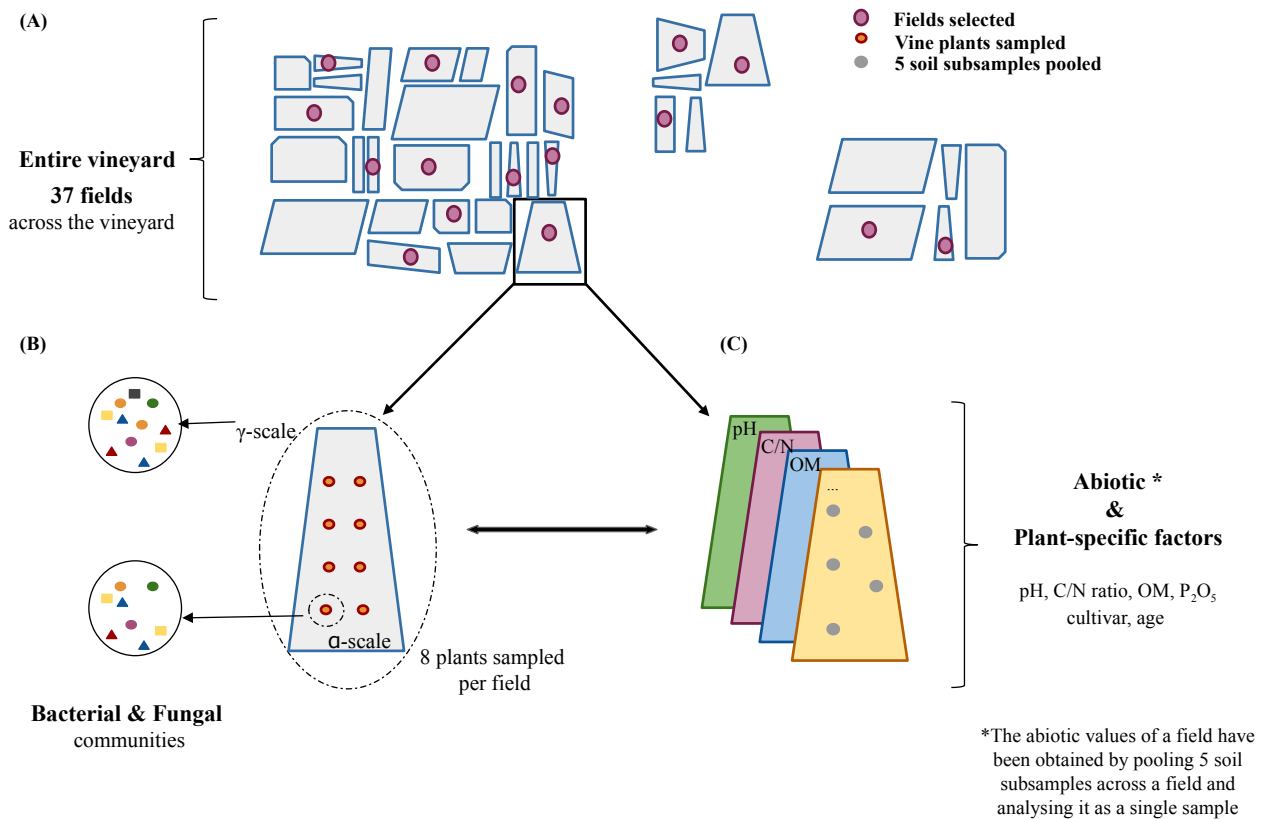 (A)
Fields selected
Vine plants sampled
5 soil subsamples pooled
Entire vineyard
37 fields
across the vineyard
(B)
(C)
γ-scale
α-scale
8 plants sampled
per field
Bacterial & Fungal
communities
pH
C/N
OM
...
Abiotic *
&
Plant-specific factors
pH, C/N ratio, OM, P₂O₅
cultivar, age
*The abiotic values of a field have
been obtained by pooling 5 soil
subsamples across a field and
analysing it as a single sample